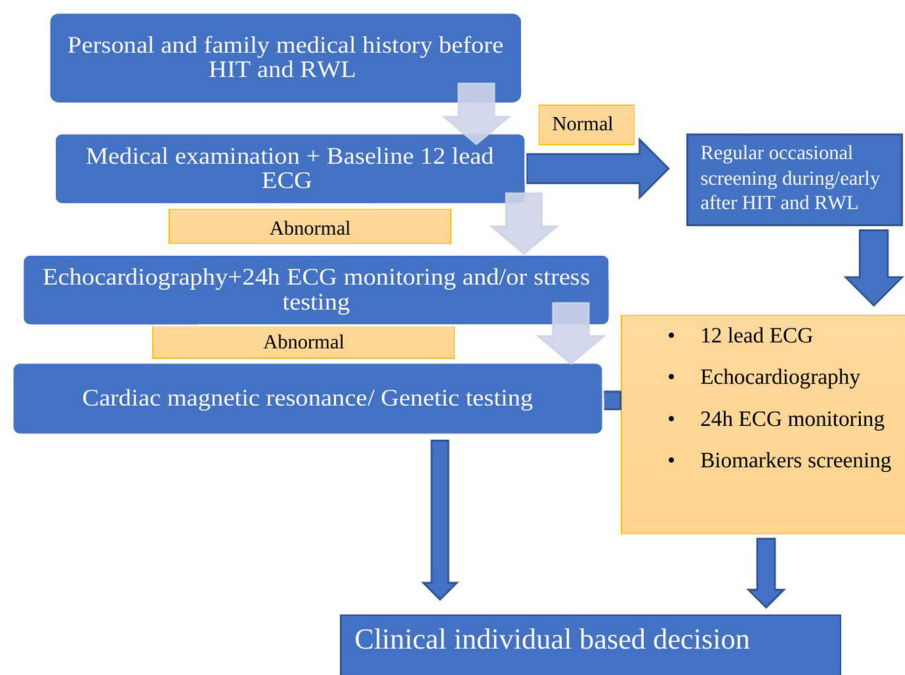 Personal and family medical history before
HIT and RWL
Normal
Medical examination + Baseline 12 lead
ECG
Regular occasional
screening during/early
after HIT and RWL
Abnormal
Echocardiography+24h ECG monitoring and/or stress
testing
Abnormal
Cardiac magnetic resonance/ Genetic testing
• 12 lead ECG
• Echocardiography
• 24h ECG monitoring
• Biomarkers screening
Clinical individual based decision